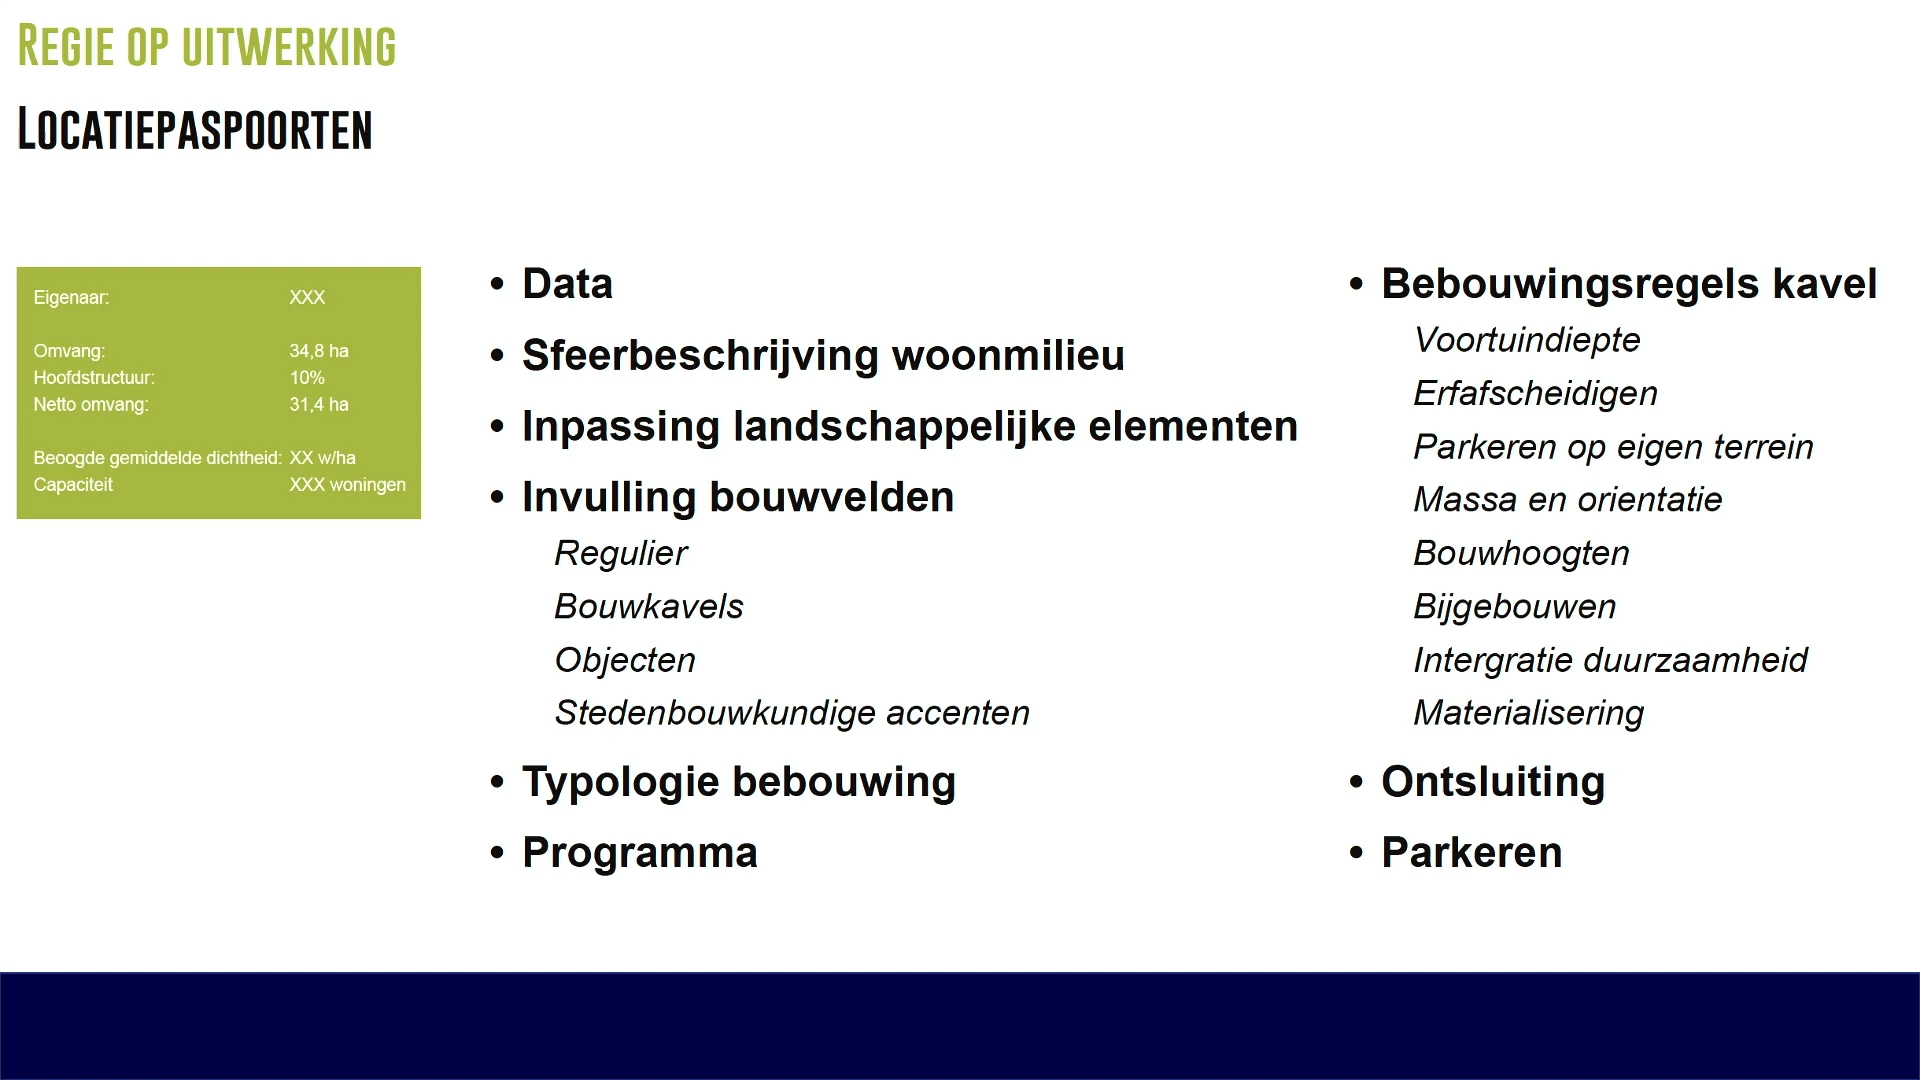 Regie op uitwerking
Locatiepaspoorten
Eigenaar: XXX
Omvang: 34,8 ha
Hoofdstructuur: 10%
Netto omvang: 31,4 ha
Beoogde gemiddelde dichtheid: XX w/ha
Capaciteit XXX woningen
• Data
• Sfeerbeschrijving woonmilieu
• Inpassing landschappelijke elementen
• Invulling bouwvelden
Regulier
Bouwkavels
Objecten
Stedenbouwkundige accenten
• Typologie bebouwing
• Programma
• Bebouwingsregels kavel
Voortuindiepte
Erfafscheidigen
Parkeren op eigen terrein
Massa en orientatie
Bouwhoogten
Bijgebouwen
Intergratie duurzaamheid
Materialisering
• Ontsluiting
• Parkeren